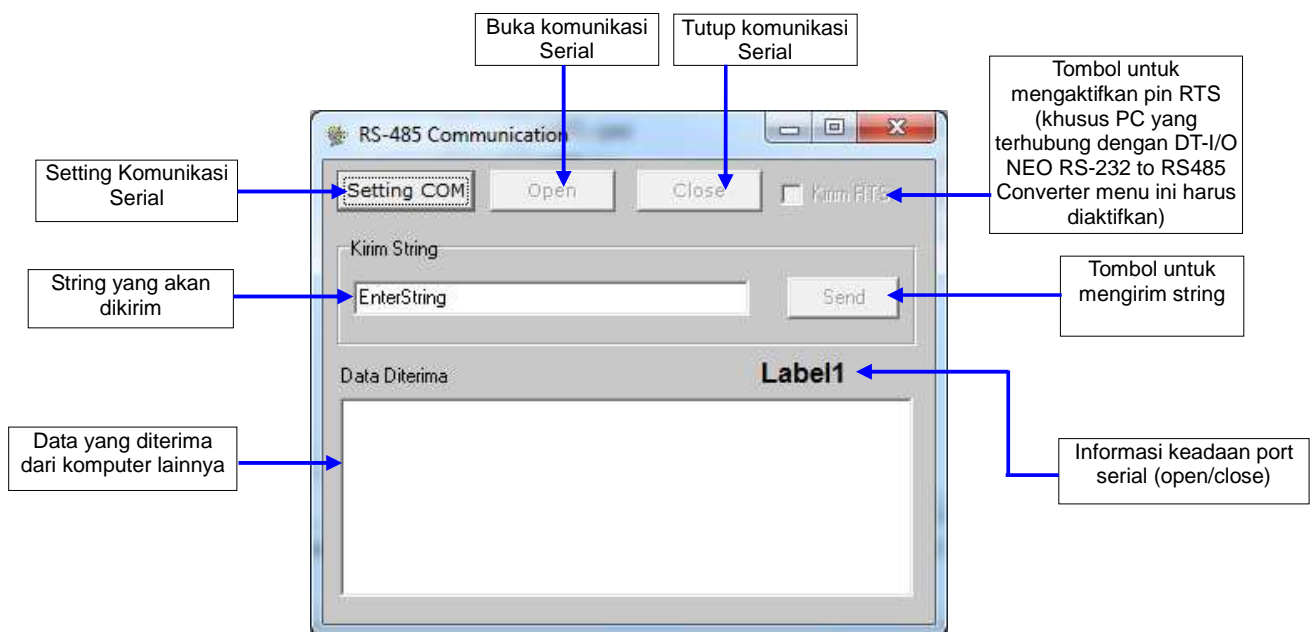 Buka komunikasi
Serial
Tutup komunikasi
Serial
Tombol untuk
mengaktifkan pin RTS
(khusus PC yang
terhubung dengan DT-I/O
NEO RS-232 to RS485
Converter menu ini harus
diaktifkan)
RS-485 Communication
Setting Komunikasi
Serial
Setting COM
Open
Close
Kirim RTS
Kirim String
String yang akan
dikirim
EnterString
Send
Tombol untuk
mengirim string
Data Diterima
Label1
Data yang diterima
dari komputer lainnya
Informasi keadaan port
serial (open/close)